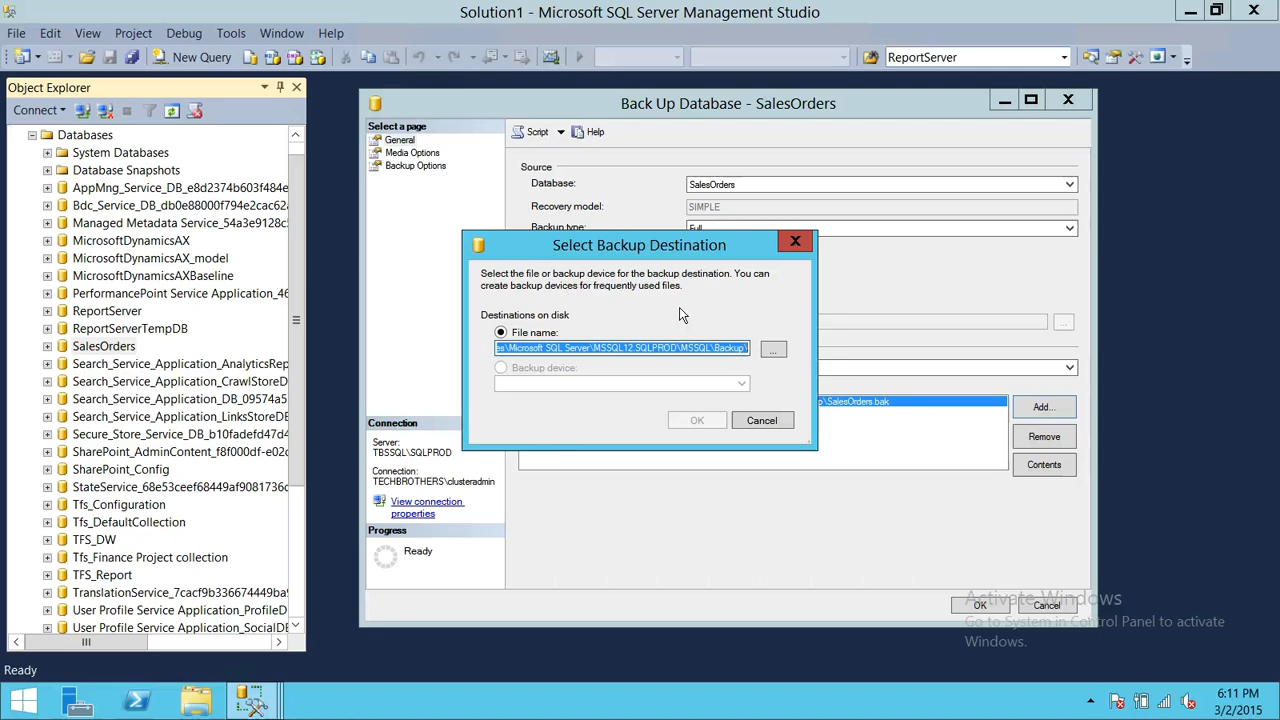 Solution1 - Microsoft SQL Server Management Studio
File Edit View Project Debug Tools Window Help
New Query
ReportServer
Object Explorer
Connect
Databases
System Databases
Database Snapshots
AppMng_Service_DB_e8d2374b603f484e
Bdc_Service_DB_db0e88000f794e2cac62
Managed Metadata Service_54a3e9128c5
MicrosoftDynamicsAX
MicrosoftDynamicsAX_model
MicrosoftDynamicsAXBaseline
PerformancePoint Service Application_46
ReportServer
ReportServerTempDB
SalesOrders
Search_Service_Application_AnalyticsRep
Search_Service_Application_CrawlStoreD
Search_Service_Application_DB_09574a5
Search_Service_Application_LinksStoreDB
Secure_Store_Service_DB_b10fadefd47d4
SharePoint_AdminContent_f8f000df-e02c
SharePoint_Config
StateService_68e53ceef68449af9081736c
Tfs_Configuration
Tfs_DefaultCollection
TFS_DW
Tfs_Finance Project collection
TFS_Report
TranslationService_7cacf9b336674449ba9
User Profile Service Application_ProfileD
User Profile Service Application_SocialDB
Back Up Database - SalesOrders
Select a page
General
Media Options
Backup Options
Script Help
Source
Database: SalesOrders
Recovery model: SIMPLE
Backup type: Full
Select Backup Destination
Select the file or backup device for the backup destination. You can
create backup devices for frequently used files.
Destinations on disk
File name:
es\Microsoft SQL Server\MSSQL12.SQLPROD\MSSQL\Backup\
...
Backup device:
OK Cancel
...
p\SalesOrders.bak
Add...
Remove
Contents
Connection
Server:
TBSSQL\SQLPROD
Connection:
TECHBROTHERS\clusteradmin
View connection
properties
Progress
Ready
OK Cancel
Activate Windows
Go to System in Control Panel to activate
Windows.
Ready
6:11 PM
3/2/2015